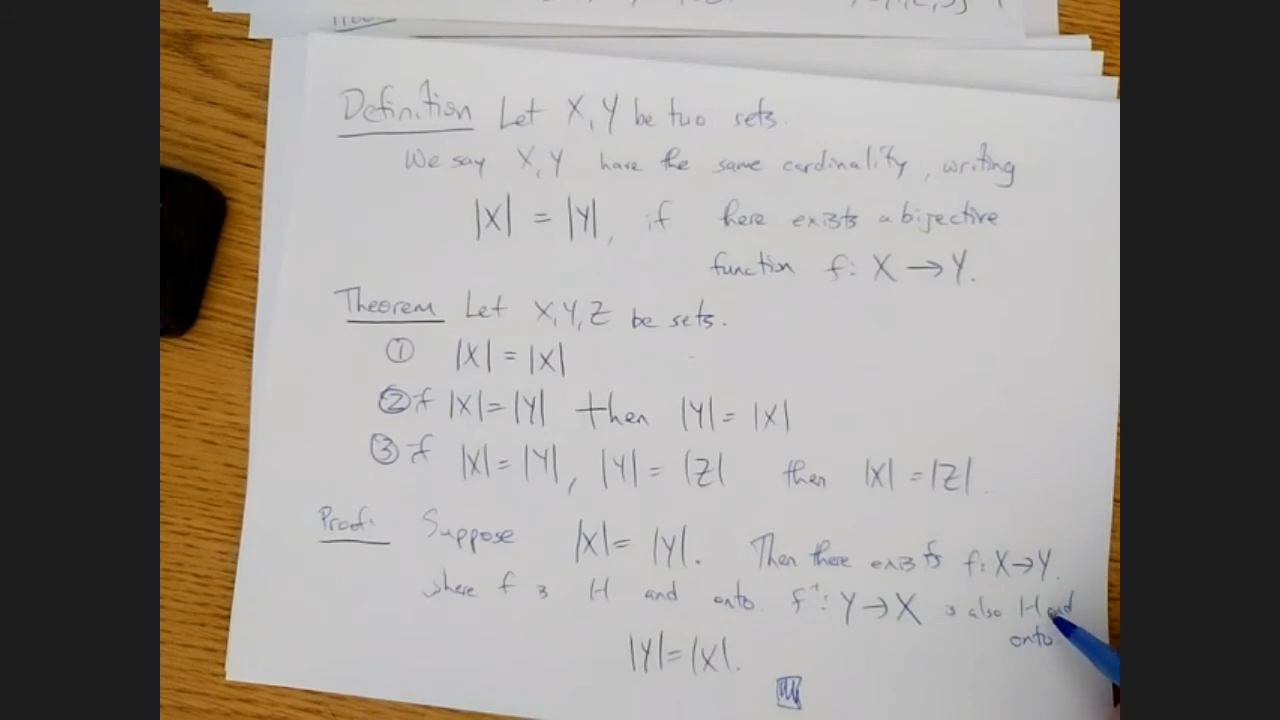 Definition Let X, Y be two sets.
We say X, Y have the same cardinality, writing
|X| = |Y|, if there exists a bijective
function f: X → Y.
Theorem Let X, Y, Z be sets.
① |X| = |X|
② If |X| = |Y| then |Y| = |X|
③ If |X| = |Y|, |Y| = |Z| then |X| = |Z|.
Proof: Suppose |X| = |Y|. Then there exists f: X → Y.
where f is 1-1 and onto. f⁻¹: Y → X is also 1-1 and
onto
|Y| = |X|.